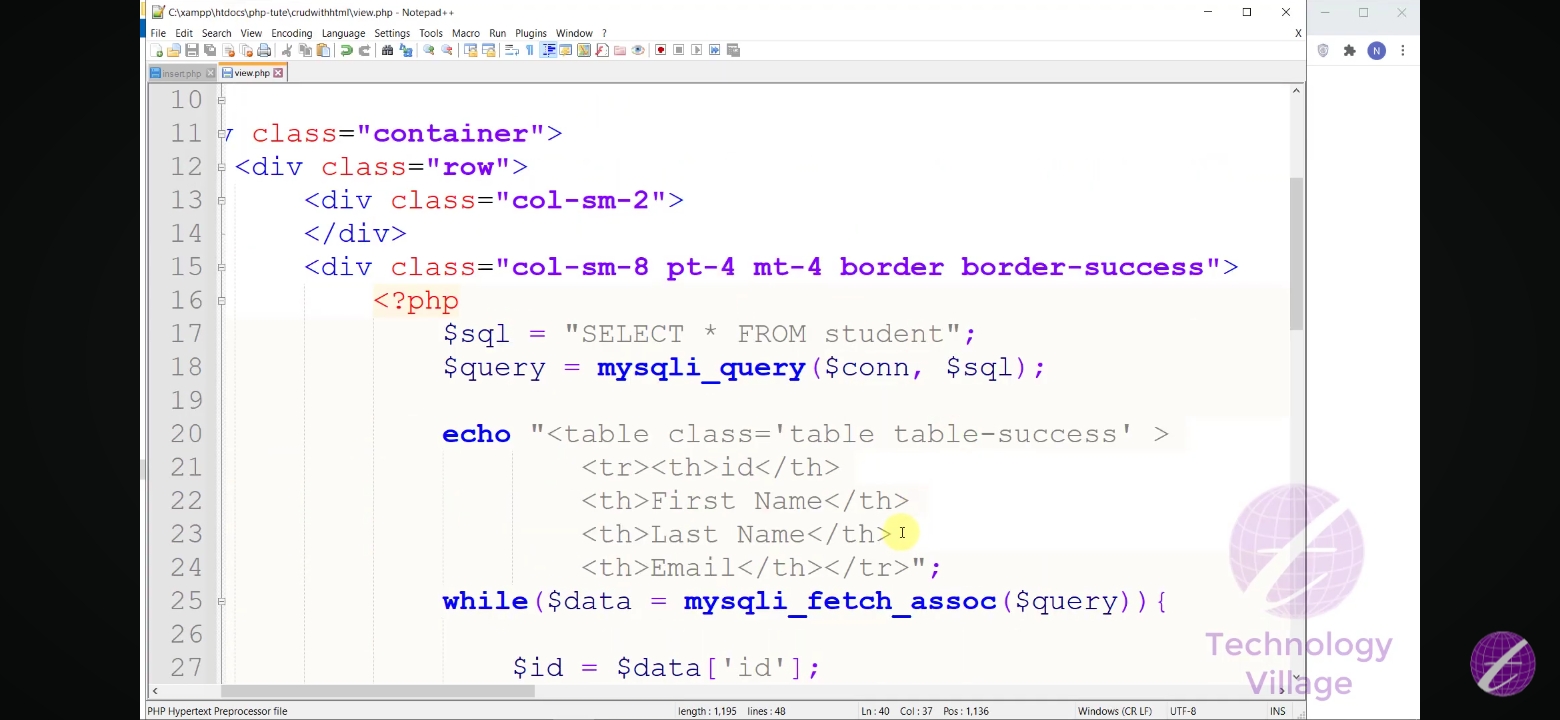 C:\xampp\htdocs\php-tute\crudwithhtml\view.php - Notepad++
File Edit Search View Encoding Language Settings Tools Macro Run Plugins Window ? X
insert.php view.php
N
10
11 class="container">
12 <div class="row">
13 <div class="col-sm-2">
14 </div>
15 <div class="col-sm-8 pt-4 mt-4 border border-success">
16 <?php
17 $sql = "SELECT * FROM student";
18 $query = mysqli_query($conn, $sql);
19
20 echo "<table class='table table-success' >
21 <tr><th>id</th>
22 <th>First Name</th>
23 <th>Last Name</th>
24 <th>Email</th></tr>";
25 while($data = mysqli_fetch_assoc($query)){
26
27 $id = $data['id'];
Technology
Village
PHP Hypertext Preprocessor file length : 1,195 lines : 48 Ln : 40 Col : 37 Pos : 1,136 Windows (CR LF) UTF-8 INS